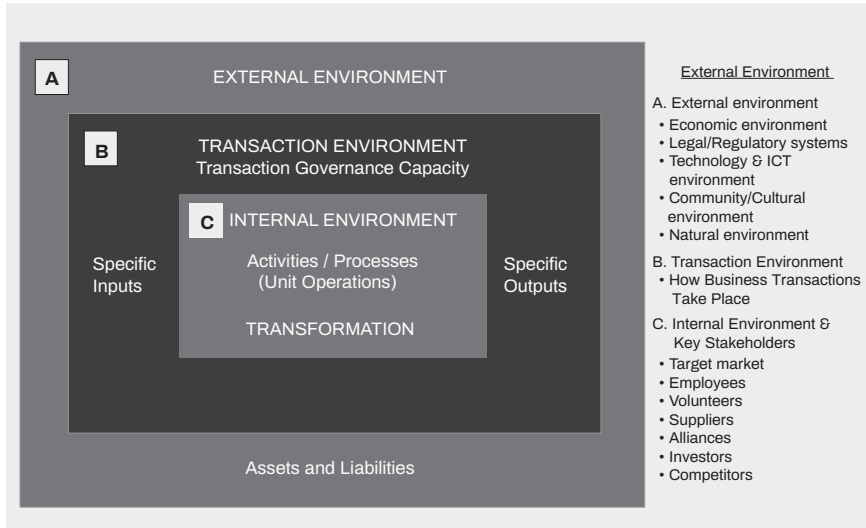 A
EXTERNAL ENVIRONMENT
B
TRANSACTION ENVIRONMENT
Transaction Governance Capacity
C
INTERNAL ENVIRONMENT
Specific
Inputs
Activities / Processes
(Unit Operations)
TRANSFORMATION
Specific
Outputs
Assets and Liabilities
External Environment
A. External environment
• Economic environment
• Legal/Regulatory systems
• Technology & ICT
environment
• Community/Cultural
environment
• Natural environment
B. Transaction Environment
• How Business Transactions
Take Place
C. Internal Environment &
Key Stakeholders
• Target market
• Employees
• Volunteers
• Suppliers
• Alliances
• Investors
• Competitors